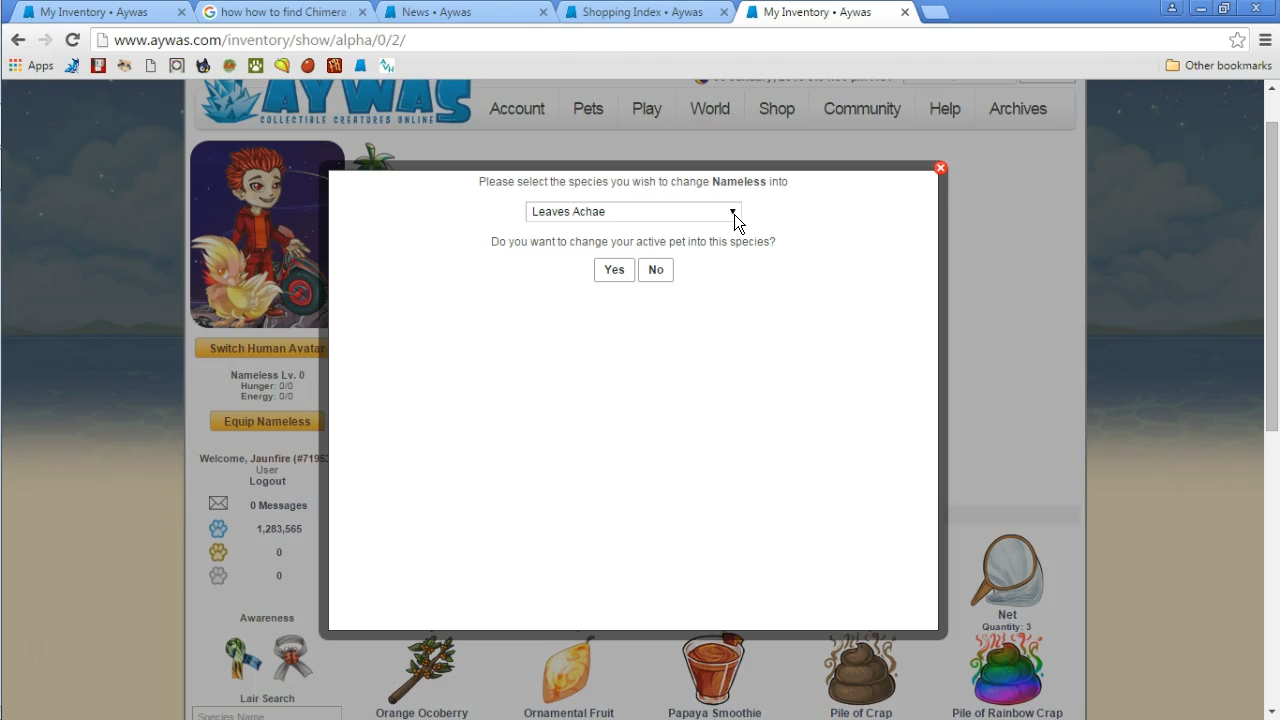 My Inventory • Aywas
how how to find Chimera
News • Aywas
Shopping Index • Aywas
My Inventory • Aywas
www.aywas.com/inventory/show/alpha/0/2/
Apps
Other bookmarks
AYWAS
COLLECTIBLE CREATURES ONLINE
Account
Pets
Play
World
Shop
Community
Help
Archives
Please select the species you wish to change Nameless into
Leaves Achae
Do you want to change your active pet into this species?
Yes
No
Switch Human Avatar
Nameless Lv. 0
Hunger: 0/0
Energy: 0/0
Equip Nameless
Welcome, Jaunfire (#7195
User
Logout
0 Messages
1,283,565
0
0
Awareness
Lair Search
Species Name
Net
Quantity: 3
Orange Ocoberry
Ornamental Fruit
Papaya Smoothie
Pile of Crap
Pile of Rainbow Crap